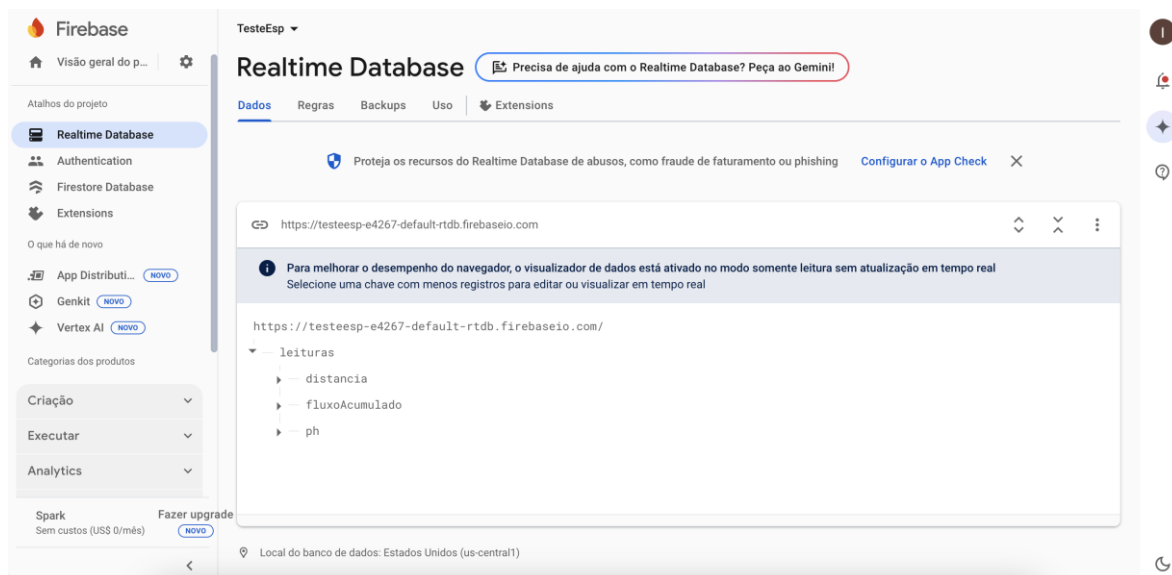 Firebase
Visão geral do p...
Atalhos do projeto
Realtime Database
Authentication
Firestore Database
Extensions
O que há de novo
App Distributi... NOVO
Genkit NOVO
Vertex AI NOVO
Categorias dos produtos
Criação
Executar
Analytics
Spark
Sem custos (US$ 0/mês)
Fazer upgrade
NOVO
TesteEsp
Realtime Database
Precisa de ajuda com o Realtime Database? Peça ao Gemini!
Dados Regras Backups Uso Extensions
Proteja os recursos do Realtime Database de abusos, como fraude de faturamento ou phishing Configurar o App Check
https://testeesp-e4267-default-rtdb.firebaseio.com
Para melhorar o desempenho do navegador, o visualizador de dados está ativado no modo somente leitura sem atualização em tempo real
Selecione uma chave com menos registros para editar ou visualizar em tempo real
https://testeesp-e4267-default-rtdb.firebaseio.com/
leituras
distancia
fluxoAcumulado
ph
Local do banco de dados: Estados Unidos (us-central1)
I